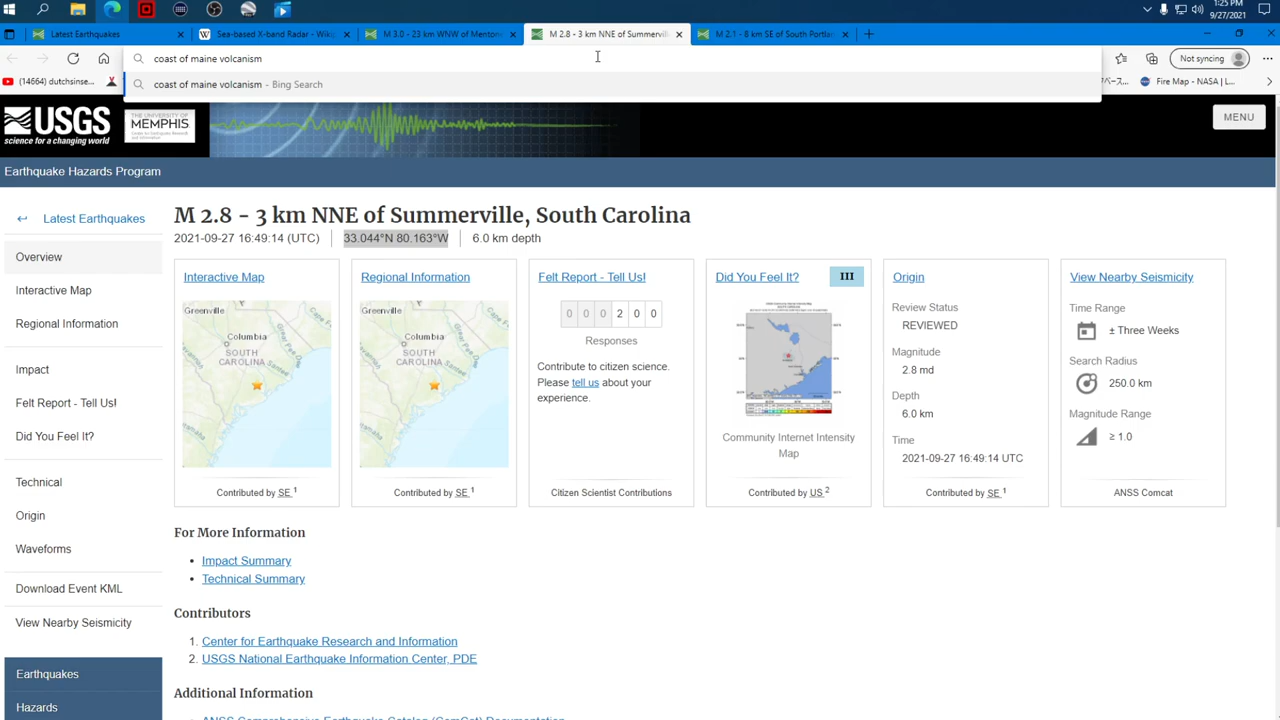 1:25 PM
9/27/2021
Latest Earthquakes
Sea-based X-band Radar - Wikip
M 3.0 - 23 km WNW of Mentone
M 2.8 - 3 km NNE of Summervill
M 2.1 - 8 km SE of South Portlan
coast of maine volcanism
Not syncing
(14664) dutchsinse
coast of maine volcanism - Bing Search
Fire Map - NASA | L...
USGS
science for a changing world
THE UNIVERSITY OF
MEMPHIS
MENU
Earthquake Hazards Program
Latest Earthquakes
Overview
Interactive Map
Regional Information
Impact
Felt Report - Tell Us!
Did You Feel It?
Technical
Origin
Waveforms
Download Event KML
View Nearby Seismicity
Earthquakes
Hazards
M 2.8 - 3 km NNE of Summerville, South Carolina
2021-09-27 16:49:14 (UTC)
33.044°N 80.163°W
6.0 km depth
Interactive Map
Greenville
Columbia
SOUTH
CAROLINA
Contributed by SE 1
Regional Information
Greenville
Columbia
SOUTH
CAROLINA
Contributed by SE 1
Felt Report - Tell Us!
0 0 0 2 0 0
Responses
Contribute to citizen science.
Please tell us about your
experience.
Citizen Scientist Contributions
Did You Feel It?
III
Community Internet Intensity
Map
Contributed by US 2
Origin
Review Status
REVIEWED
Magnitude
2.8 md
Depth
6.0 km
Time
2021-09-27 16:49:14 UTC
Contributed by SE 1
View Nearby Seismicity
Time Range
± Three Weeks
Search Radius
250.0 km
Magnitude Range
≥ 1.0
ANSS Comcat
For More Information
• Impact Summary
• Technical Summary
Contributors
1. Center for Earthquake Research and Information
2. USGS National Earthquake Information Center, PDE
Additional Information
ANSS Comprehensive Earthquake Catalog (ComCat) Documentation